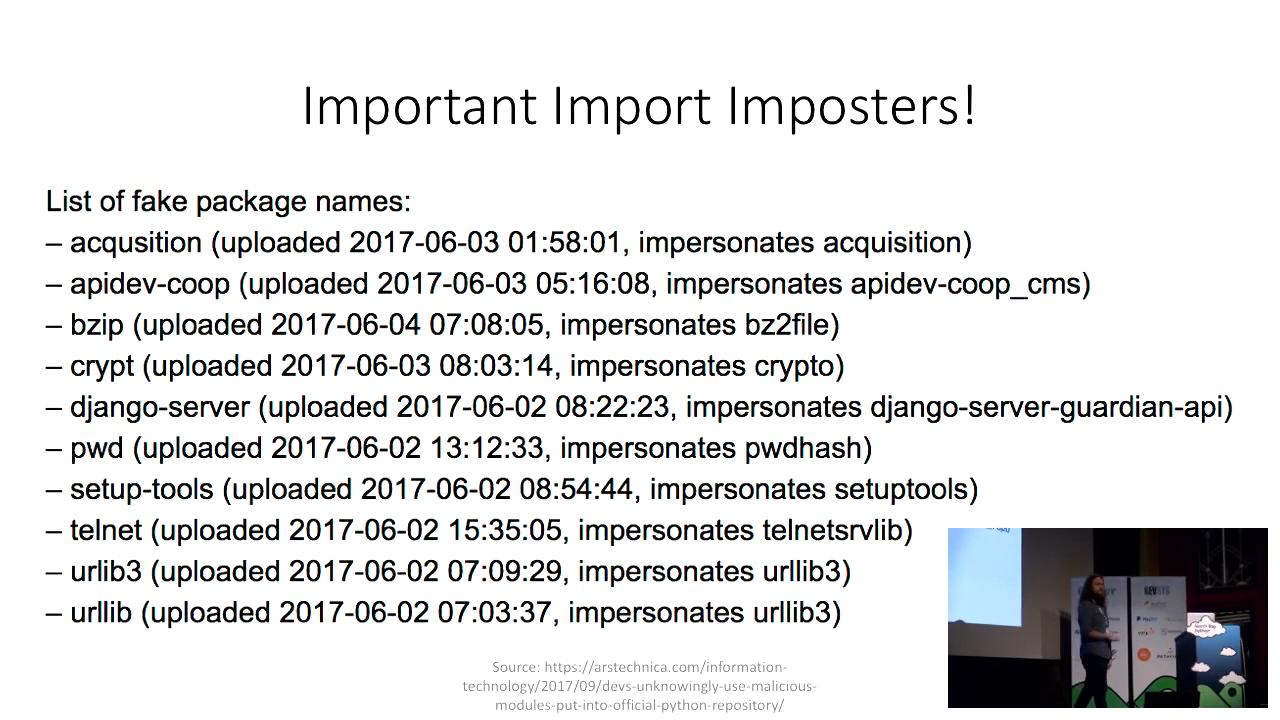 Important Import Imposters!
List of fake package names:
– acqusition (uploaded 2017-06-03 01:58:01, impersonates acquisition)
– apidev-coop (uploaded 2017-06-03 05:16:08, impersonates apidev-coop_cms)
– bzip (uploaded 2017-06-04 07:08:05, impersonates bz2file)
– crypt (uploaded 2017-06-03 08:03:14, impersonates crypto)
– django-server (uploaded 2017-06-02 08:22:23, impersonates django-server-guardian-api)
– pwd (uploaded 2017-06-02 13:12:33, impersonates pwdhash)
– setup-tools (uploaded 2017-06-02 08:54:44, impersonates setuptools)
– telnet (uploaded 2017-06-02 15:35:05, impersonates telnetsrvlib)
– urlib3 (uploaded 2017-06-02 07:09:29, impersonates urllib3)
– urllib (uploaded 2017-06-02 07:03:37, impersonates urllib3)
Source: https://arstechnica.com/information-
technology/2017/09/devs-unknowingly-use-malicious-
modules-put-into-official-python-repository/
North Bay
Python